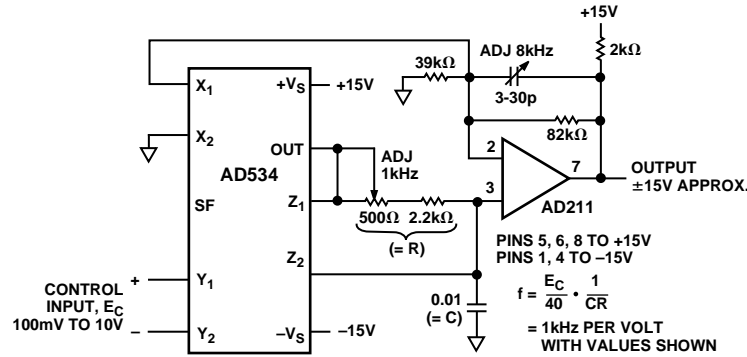 +15V
39kΩ
ADJ 8kHz
2kΩ
3-30p
82kΩ
X1
+VS
+15V
X2
OUT
AD534
ADJ
1kHz
2
7
3
OUTPUT
±15V APPROX.
AD211
SF
Z1
500Ω
2.2kΩ
(= R)
PINS 5, 6, 8 TO +15V
PINS 1, 4 TO –15V
Z2
CONTROL
INPUT, EC
100mV TO 10V
+
Y1
–
Y2
0.01
(= C)
–VS
–15V
f = EC/40 • 1/CR
= 1kHz PER VOLT
WITH VALUES SHOWN